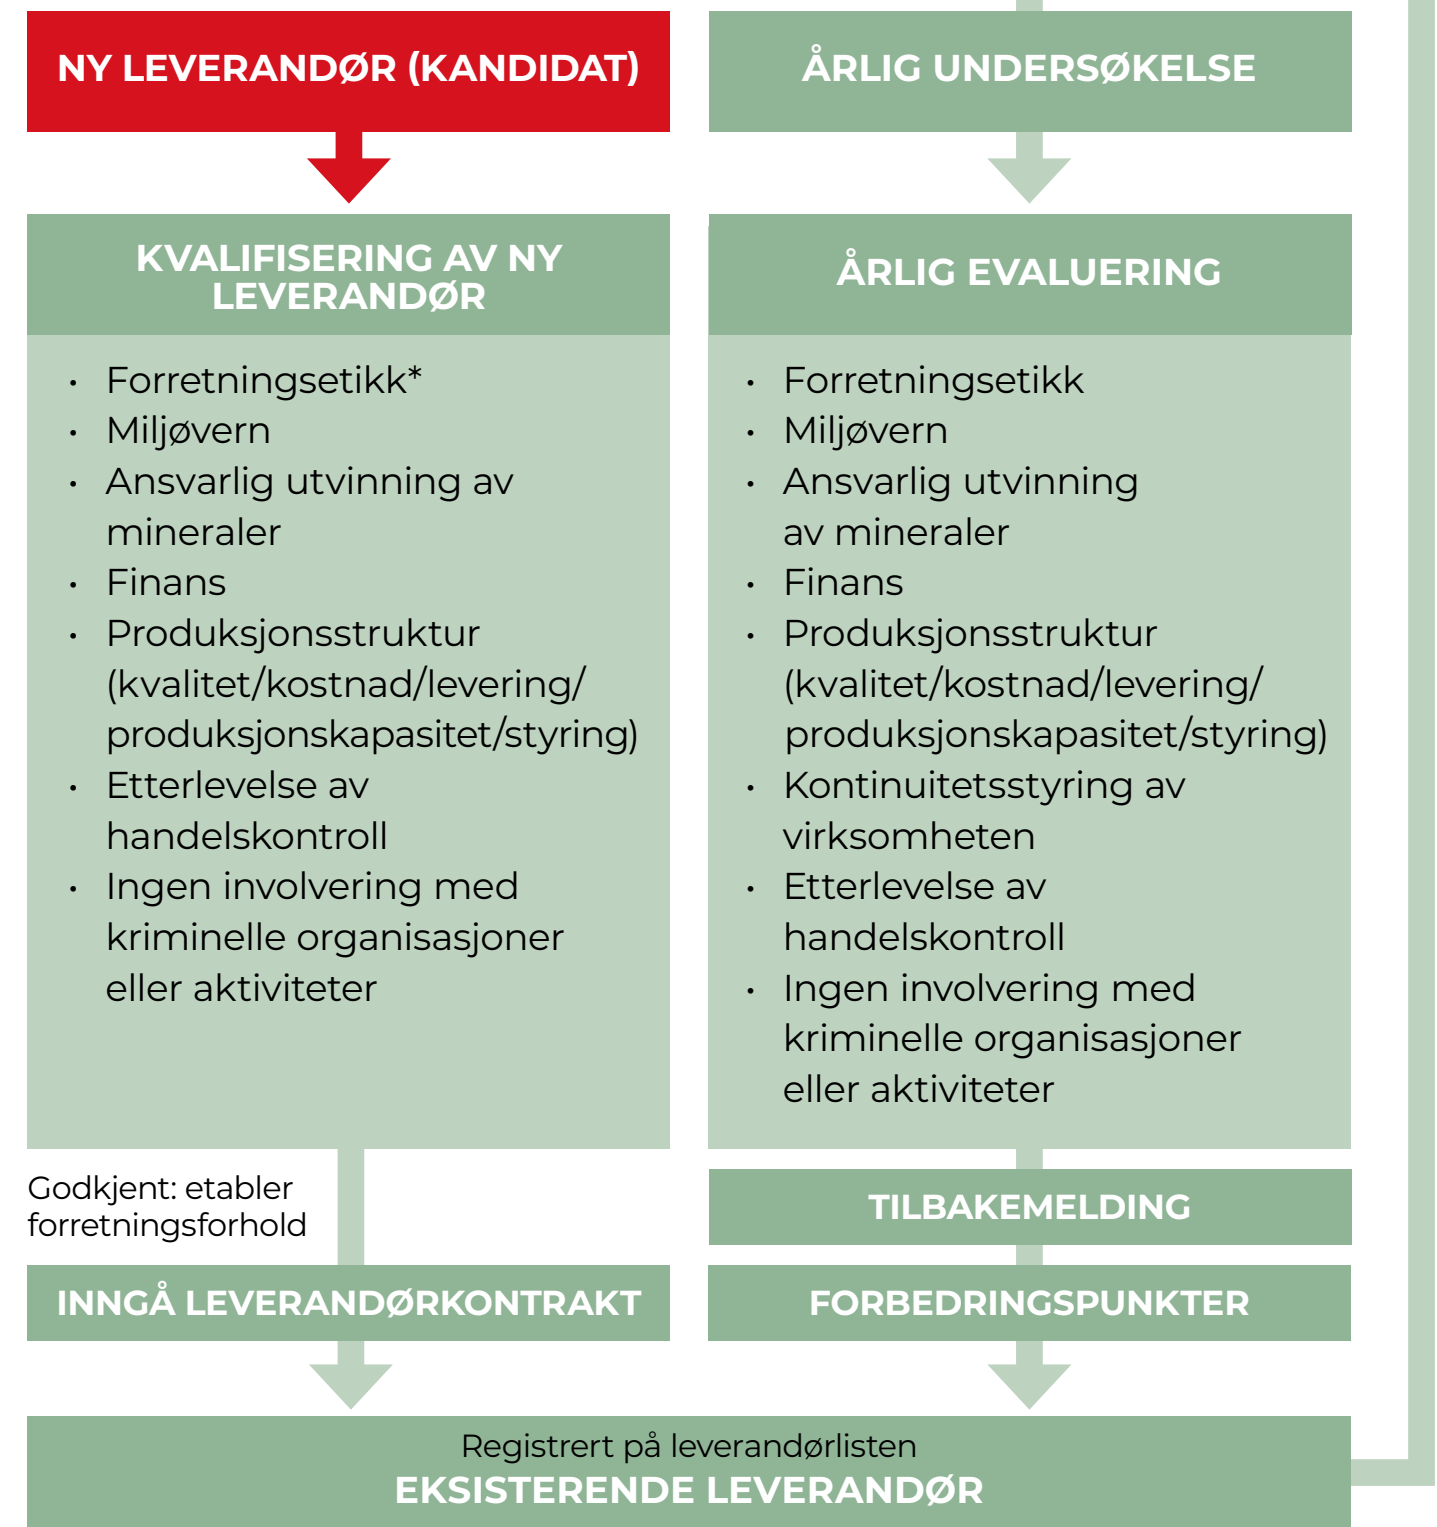 NY LEVERANDØR (KANDIDAT)
KVALIFISERING AV NY
LEVERANDØR
• Forretningsetikk*
• Miljøvern
• Ansvarlig utvinning av
mineraler
• Finans
• Produksjonsstruktur
(kvalitet/kostnad/levering/
produksjonskapasitet/styring)
• Etterlevelse av
handelskontroll
• Ingen involvering med
kriminelle organisasjoner
eller aktiviteter
Godkjent: etabler
forretningsforhold
INNGÅ LEVERANDØRKONTRAKT
ÅRLIG UNDERSØKELSE
ÅRLIG EVALUERING
• Forretningsetikk
• Miljøvern
• Ansvarlig utvinning
av mineraler
• Finans
• Produksjonsstruktur
(kvalitet/kostnad/levering/
produksjonskapasitet/styring)
• Kontinuitetsstyring av
virksomheten
• Etterlevelse av
handelskontroll
• Ingen involvering med
kriminelle organisasjoner
eller aktiviteter
TILBAKEMELDING
FORBEDRINGSPUNKTER
Registrert på leverandørlisten
EKSISTERENDE LEVERANDØR